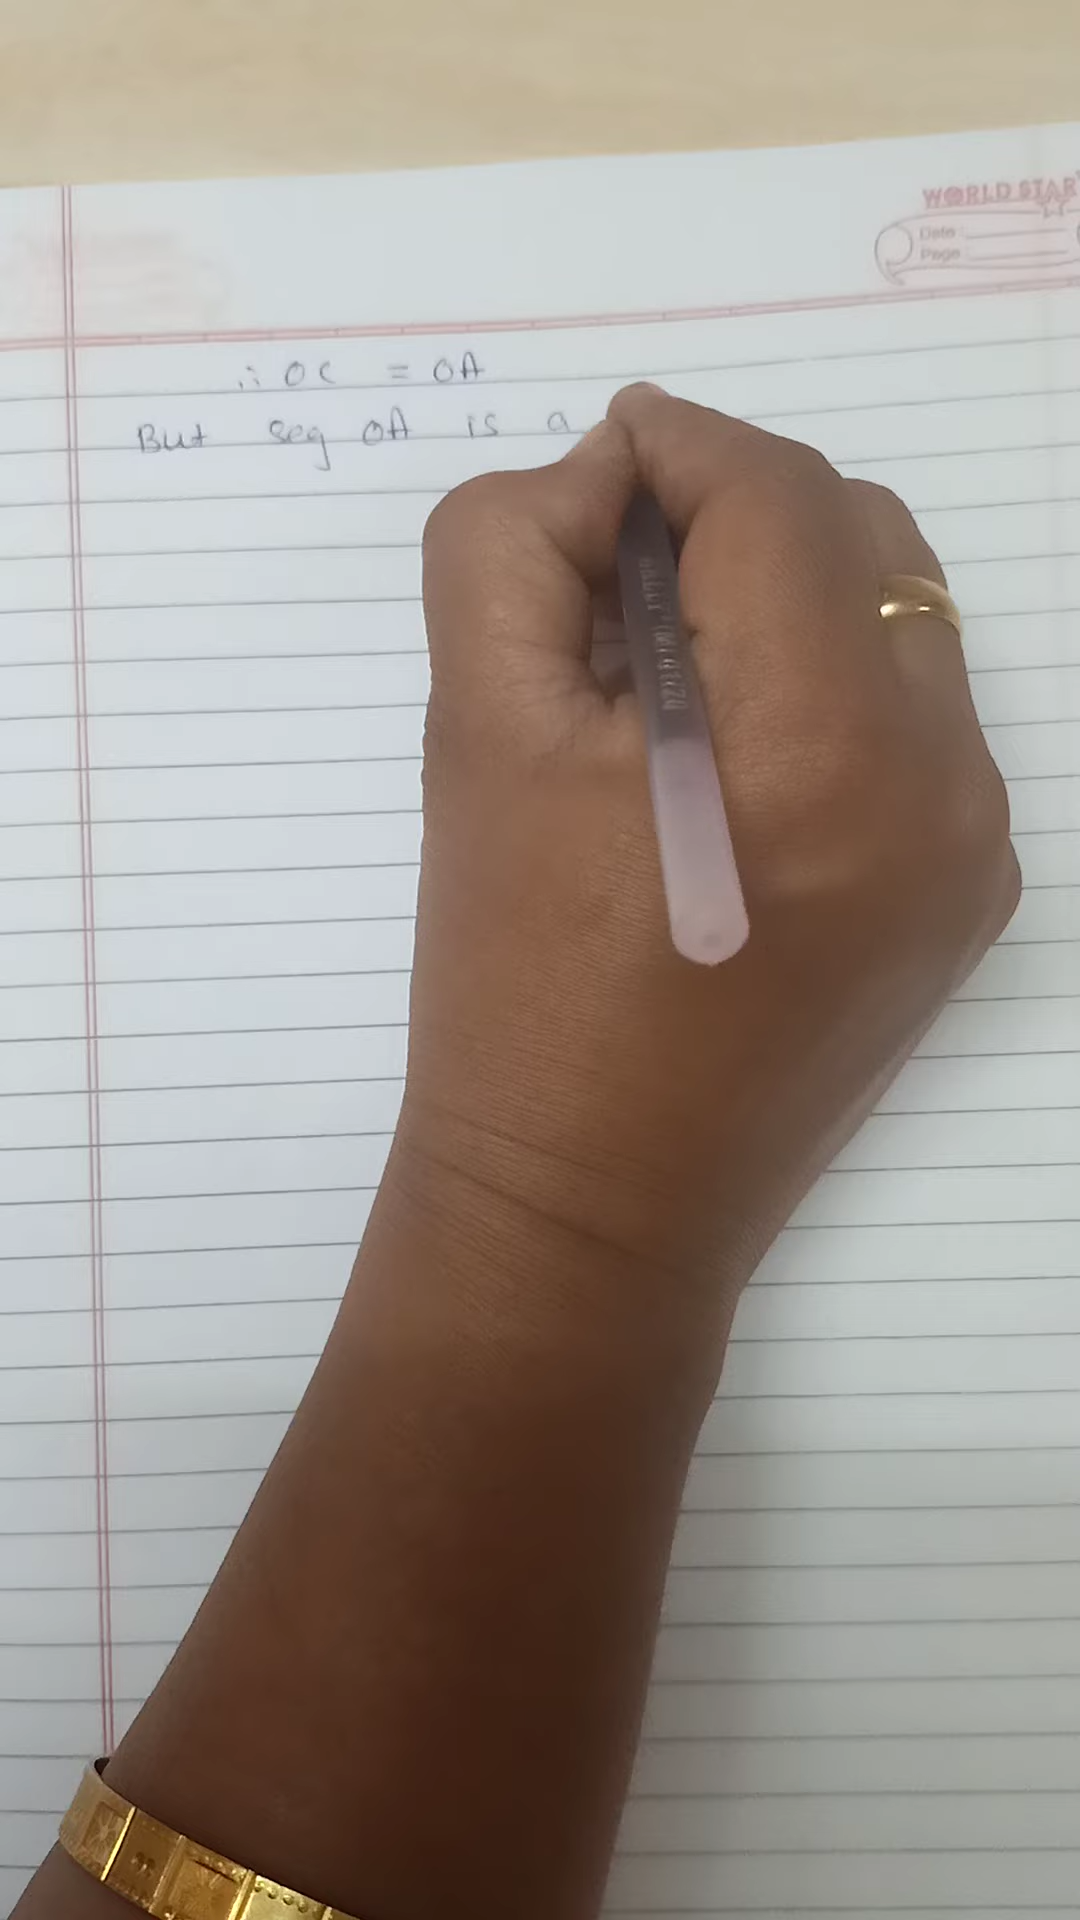 WORLD STAR
Date :
Page :
∴ OC = OA
But seg OA is a